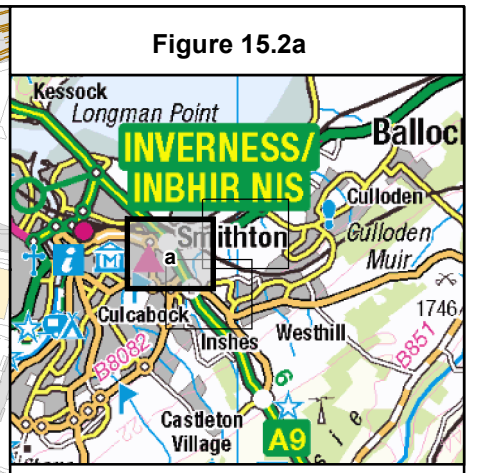 Figure 15.2a
Kessock
Longman Point
INVERNESS/
INBHIR NIS
Balloc
Culloden
Smithton
Culloden
Muir
a
i
M
1746
Culcabock
Inshes
Westhill
B8082
B851
6
Castleton
Village
A9